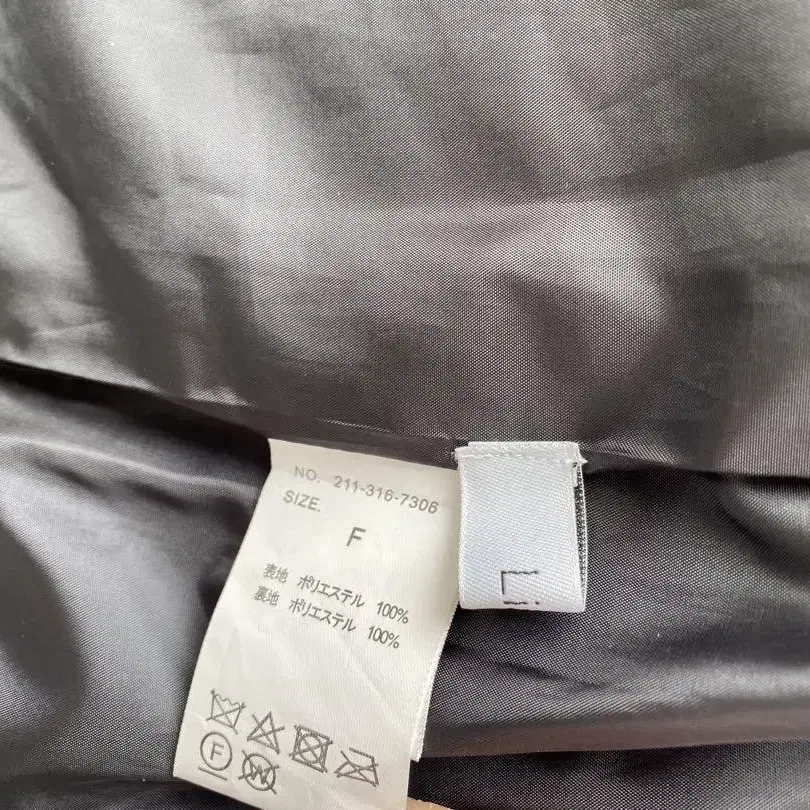 NO. 211-316-7306
SIZE.
F
表地 ポリエステル 100%
裏地 ポリエステル 100%
F W
Li